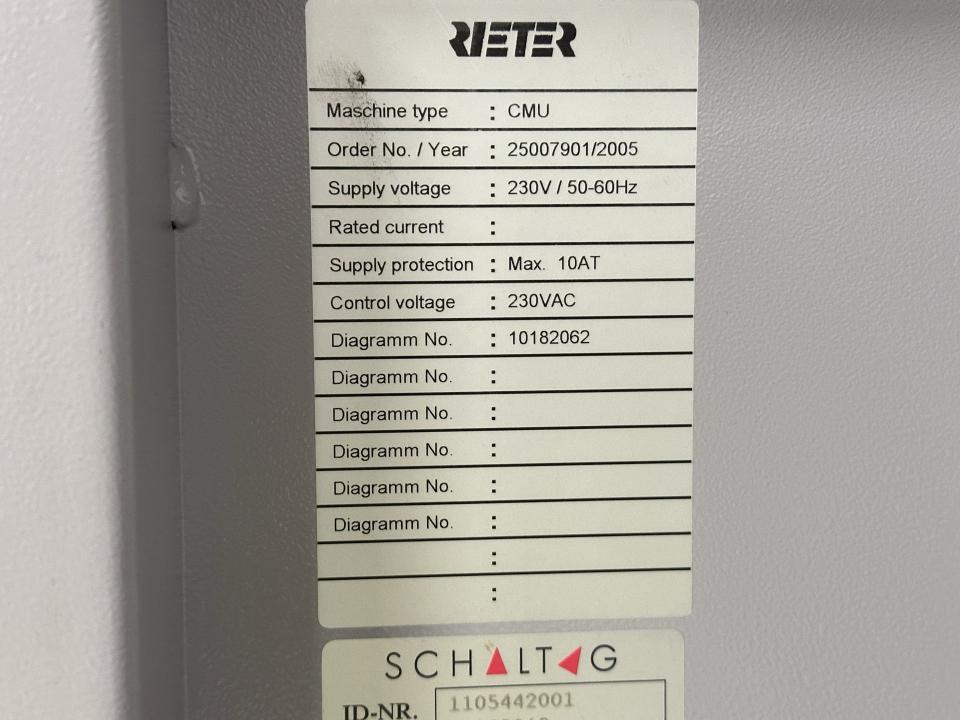 RIETER
Maschine type : CMU
Order No. / Year : 25007901/2005
Supply voltage : 230V / 50-60Hz
Rated current :
Supply protection : Max. 10AT
Control voltage : 230VAC
Diagramm No. : 10182062
Diagramm No. :
Diagramm No. :
Diagramm No. :
Diagramm No. :
Diagramm No. :
:
:
SCHALTAG
ID-NR. 1105442001